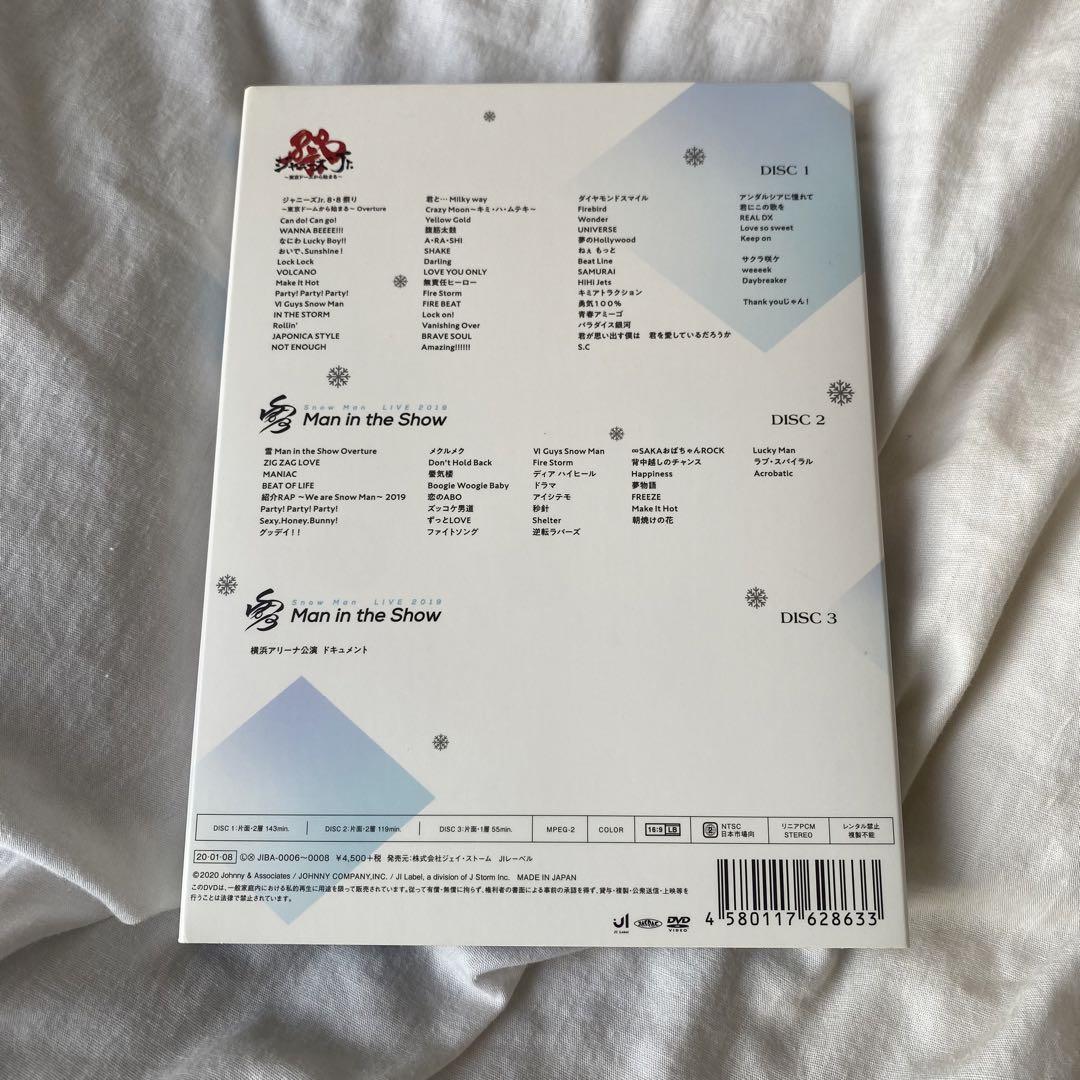 祭
ジャニーズJr.
～東京ドームから始まる～
DISC 1
ジャニーズJr. 8・8 祭り
～東京ドームから始まる～ Overture
Can do! Can go!
WANNA BEEEE!!!
なにわ Lucky Boy!!
おいで、Sunshine!
Lock Lock
VOLCANO
Make It Hot
Party! Party! Party!
VI Guys Snow Man
IN THE STORM
Rollin'
JAPONICA STYLE
NOT ENOUGH
君と…Milky way
Crazy Moon～キミ・ハ・ムテキ～
Yellow Gold
腹筋太鼓
A・RA・SHI
SHAKE
Darling
LOVE YOU ONLY
無責任ヒーロー
Fire Storm
FIRE BEAT
Lock on!
Vanishing Over
BRAVE SOUL
Amazing!!!!!!
ダイヤモンドスマイル
Firebird
Wonder
UNIVERSE
夢のHollywood
ねぇ もっと
Beat Line
SAMURAI
HiHi Jets
キミアトラクション
勇気100%
青春アミーゴ
パラダイス銀河
君が思い出す僕は 君を愛しているだろうか
S.C
アンダルシアに憧れて
君にこの歌を
REAL DX
Love so sweet
Keep on
サクラ咲ケ
weeeek
Daybreaker
Thank youじゃん!
Snow Man LIVE 2019
Man in the Show
DISC 2
雪 Man in the Show Overture
ZIG ZAG LOVE
MANIAC
BEAT OF LIFE
紹介RAP ～We are Snow Man～ 2019
Party! Party! Party!
Sexy.Honey.Bunny!
グッデイ!!
メクルメク
Don't Hold Back
蜃気楼
Boogie Woogie Baby
恋のABO
ズッコケ男道
ずっとLOVE
ファイトソング
VI Guys Snow Man
Fire Storm
ディア ハイヒール
ドラマ
アイシテモ
秒針
Shelter
逆転ラバーズ
∞SAKAおばちゃんROCK
背中越しのチャンス
Happiness
夢物語
FREEZE
Make It Hot
朝焼けの花
Lucky Man
ラブ・スパイラル
Acrobatic
Snow Man LIVE 2019
Man in the Show
DISC 3
横浜アリーナ公演 ドキュメント
DISC 1:片面・2層 143min. DISC 2:片面・2層 119min. DISC 3:片面・1層 55min. MPEG-2 COLOR 16:9 LB 2 NTSC 日本市場向 リニアPCM STEREO レンタル禁止 複製不能
20・01・08 JIBA-0006～0008 ¥4,500+税 発売元:株式会社ジェイ・ストーム JIレーベル
©2020 Johnny & Associates / JOHNNY COMPANY,INC. / JI Label, a division of J Storm Inc. MADE IN JAPAN
このDVDは、一般家庭内における私的再生に用途を限って販売されています。従って有償・無償に拘らず、権利者の書面による事前の承諾を得ず、貸与・複製・公衆送信・上映等を
行うことは法律で禁止されています。
JI Label
DVD VIDEO
4 580117 628633